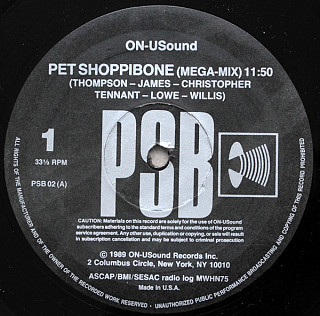 ON-USound
PET SHOPPIBONE (MEGA-MIX) 11:50
(THOMPSON – JAMES – CHRISTOPHER
TENNANT – LOWE – WILLIS)
1
33⅓ RPM
PSB 02 (A)
PSB
CAUTION: Materials on this record are solely for the use of ON-USound
subscribers adhering to the standard terms and conditions of the program
service agreement. Any other use, duplication or copy, or sale will result
in subscription cancellation and may be subject to criminal prosecution
© 1989 ON-USound Records Inc.
2 Columbus Circle, New York, NY 10010
ASCAP/BMI/SESAC radio log MWHN75
Made in U.S.A.
ALL RIGHTS OF THE MANUFACTURER AND OF THE OWNER OF THE RECORDED WORK RESERVED · UNAUTHORIZED PUBLIC PERFORMANCE BROADCASTING AND COPYING OF THIS RECORD PROHIBITED